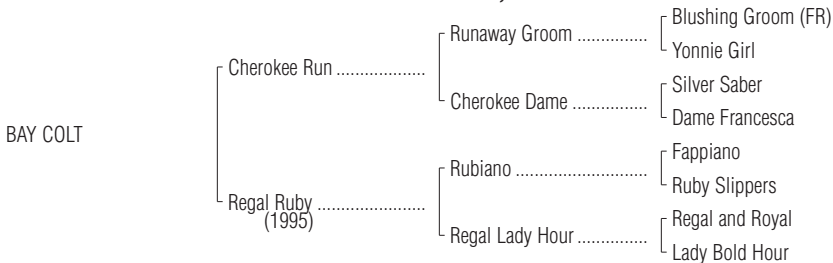 Blushing Groom (FR)
Runaway Groom ...............
Yonnie Girl
Cherokee Run ...................
Silver Saber
Cherokee Dame ................
Dame Francesca
BAY COLT
Fappiano
Rubiano ...........................
Ruby Slippers
Regal Ruby .......................
(1995)
Regal and Royal
Regal Lady Hour ...............
Lady Bold Hour